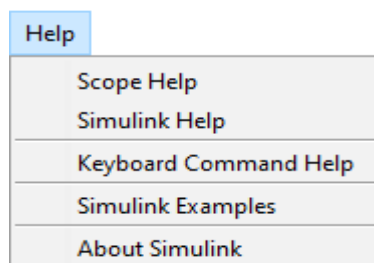 Help
Scope Help
Simulink Help
Keyboard Command Help
Simulink Examples
About Simulink